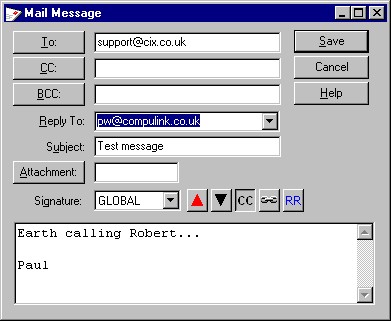 Mail Message
To: support@cix.co.uk Save
CC: Cancel
BCC: Help
Reply To: pw@compulink.co.uk
Subject: Test message
Attachment:
Signature: GLOBAL CC RR
Earth calling Robert...
Paul